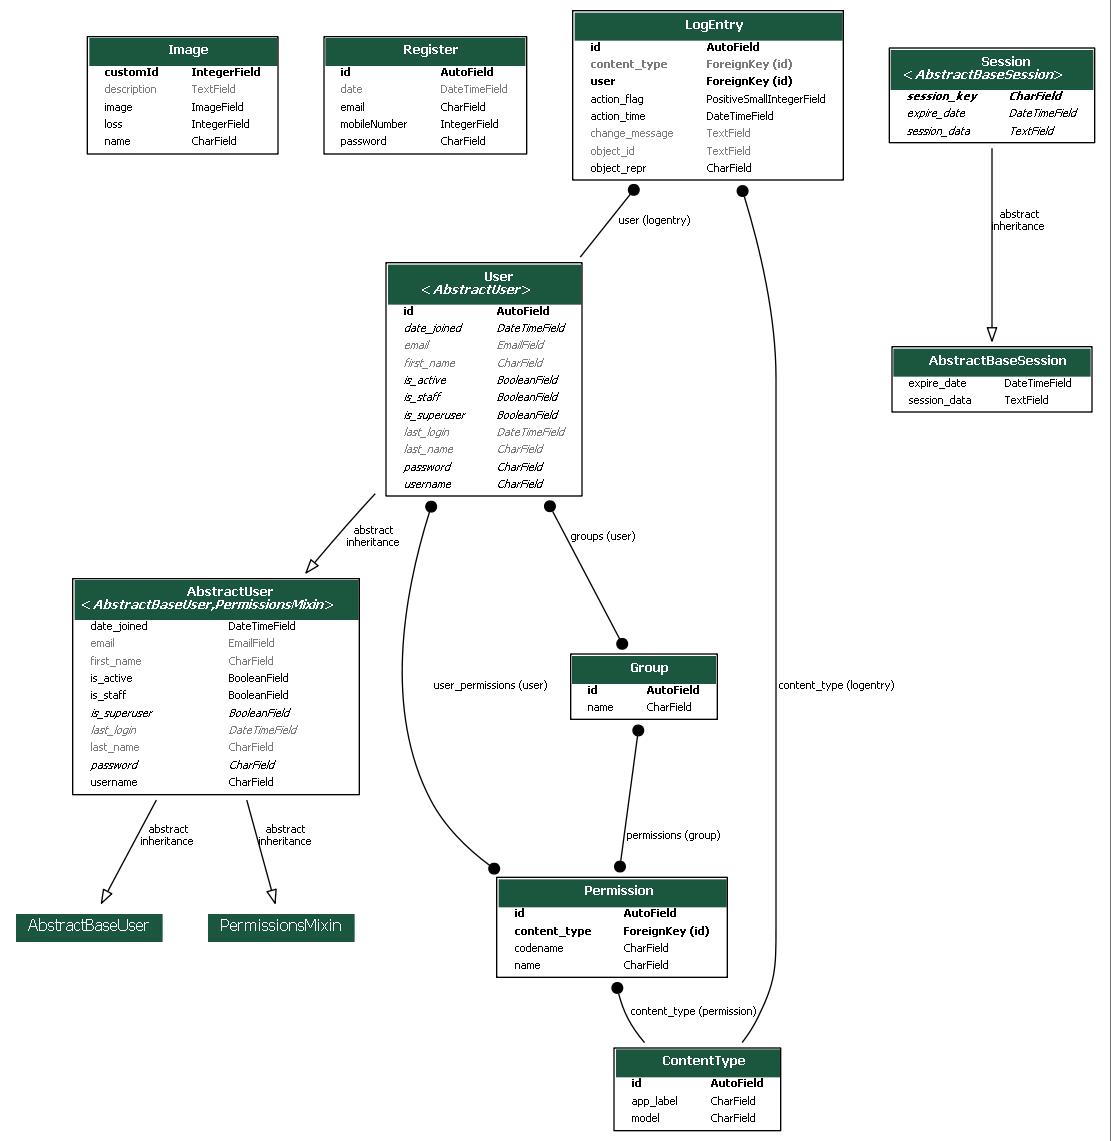 Image
customId IntegerField
description TextField
image ImageField
loss IntegerField
name CharField
Register
id AutoField
date DateTimeField
email CharField
mobileNumber IntegerField
password CharField
LogEntry
id AutoField
content_type ForeignKey (id)
user ForeignKey (id)
action_flag PositiveSmallIntegerField
action_time DateTimeField
change_message TextField
object_id TextField
object_repr CharField
Session
<AbstractBaseSession>
session_key CharField
expire_date DateTimeField
session_data TextField
user (logentry)
abstract
inheritance
User
<AbstractUser>
id AutoField
date_joined DateTimeField
email EmailField
first_name CharField
is_active BooleanField
is_staff BooleanField
is_superuser BooleanField
last_login DateTimeField
last_name CharField
password CharField
username CharField
AbstractBaseSession
expire_date DateTimeField
session_data TextField
abstract
inheritance
groups (user)
AbstractUser
<AbstractBaseUser,PermissionsMixin>
date_joined DateTimeField
email EmailField
first_name CharField
is_active BooleanField
is_staff BooleanField
is_superuser BooleanField
last_login DateTimeField
last_name CharField
password CharField
username CharField
user_permissions (user)
Group
id AutoField
name CharField
content_type (logentry)
abstract
inheritance
abstract
inheritance
permissions (group)
AbstractBaseUser
PermissionsMixin
Permission
id AutoField
content_type ForeignKey (id)
codename CharField
name CharField
content_type (permission)
ContentType
id AutoField
app_label CharField
model CharField